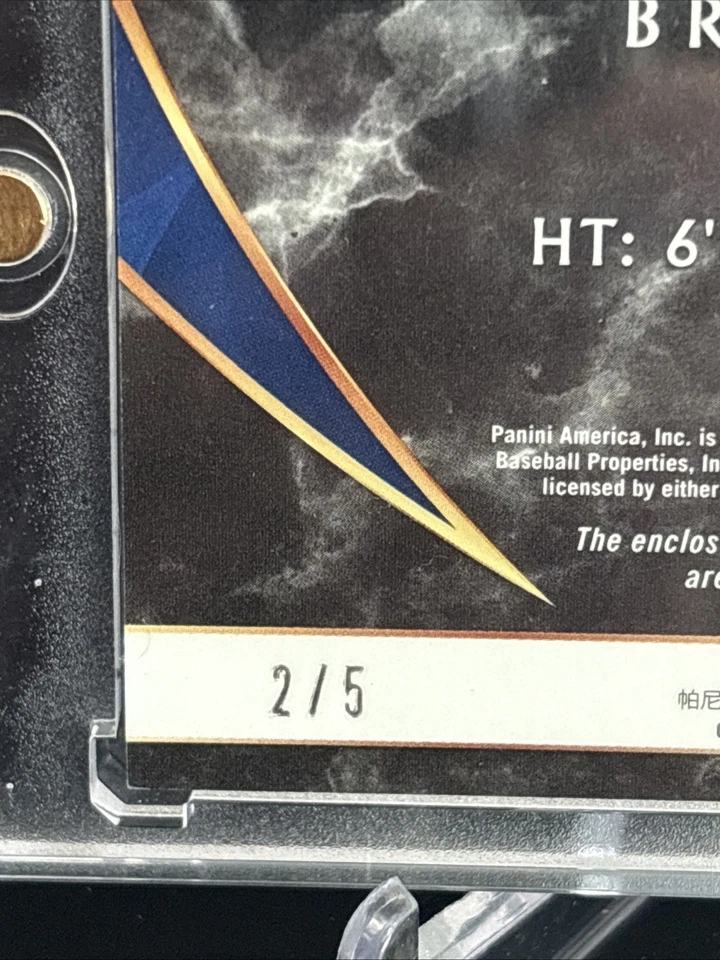 BR
HT: 6'
Panini America, Inc. is
Baseball Properties, In
licensed by either
The enclos
are
2/5
帕尼